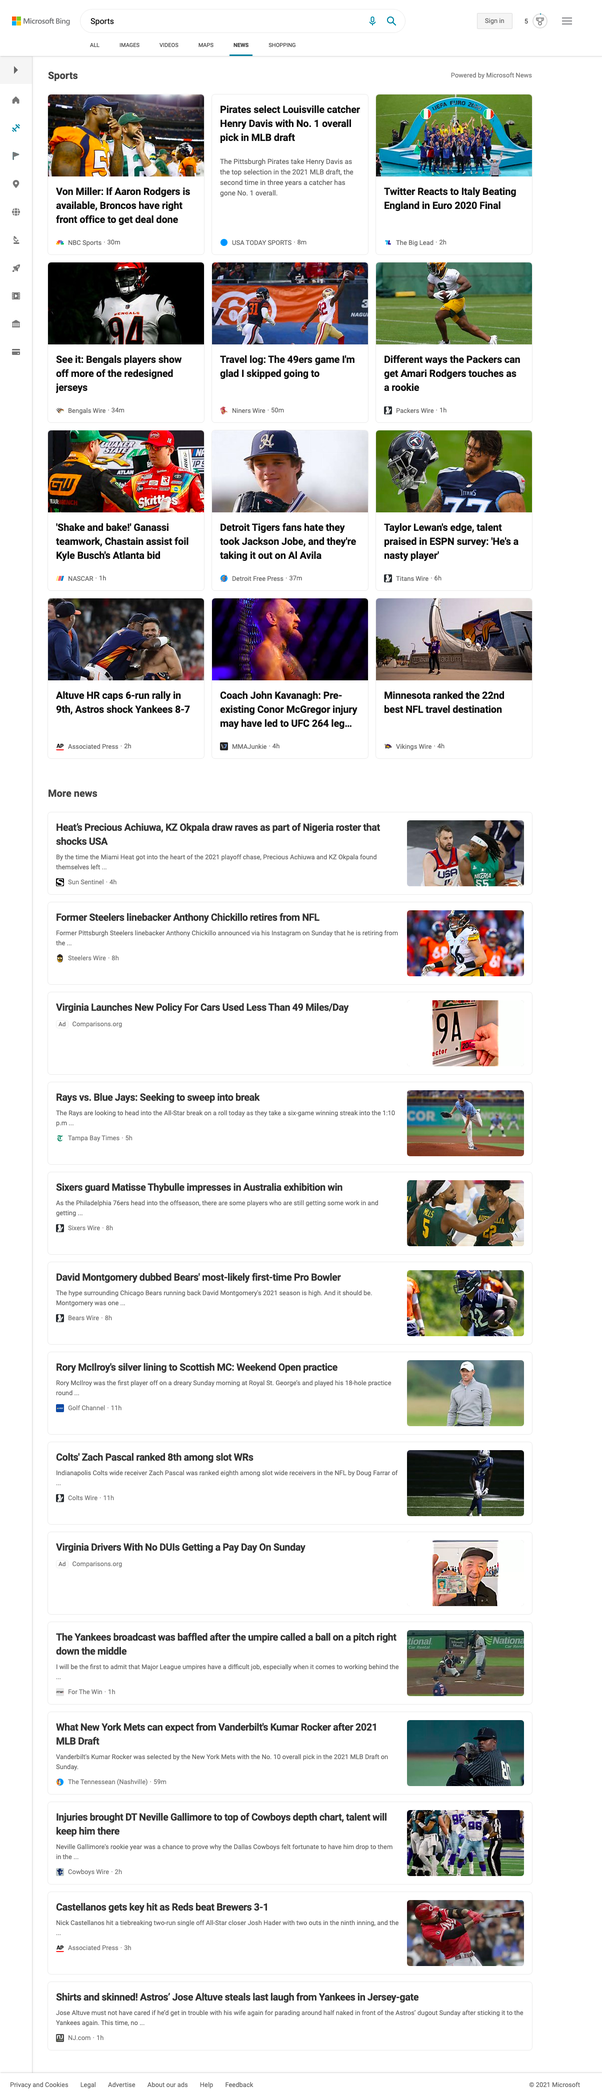 Microsoft Bing
Sports
Sign in
5
ALL IMAGES VIDEOS MAPS NEWS SHOPPING
Sports
Powered by Microsoft News
Von Miller: If Aaron Rodgers is
available, Broncos have right
front office to get deal done
NBC Sports · 30m
Pirates select Louisville catcher
Henry Davis with No. 1 overall
pick in MLB draft
The Pittsburgh Pirates take Henry Davis as
the top selection in the 2021 MLB draft, the
second time in three years a catcher has
gone No. 1 overall.
USA TODAY SPORTS · 8m
UEFA EURO 2020
Twitter Reacts to Italy Beating
England in Euro 2020 Final
The Big Lead · 2h
BENGALS
94
See it: Bengals players show
off more of the redesigned
jerseys
Bengals Wire · 34m
Travel log: The 49ers game I'm
glad I skipped going to
Niners Wire · 50m
Different ways the Packers can
get Amari Rodgers touches as
a rookie
Packers Wire · 1h
QUAKER
STATE
ATLAN
GW
Skittles
'Shake and bake!' Ganassi
teamwork, Chastain assist foil
Kyle Busch's Atlanta bid
NASCAR · 1h
H
Detroit Tigers fans hate they
took Jackson Jobe, and they're
taking it out on Al Avila
Detroit Free Press · 37m
TITANS
77
Taylor Lewan's edge, talent
praised in ESPN survey: 'He's a
nasty player'
Titans Wire · 6h
Altuve HR caps 6-run rally in
9th, Astros shock Yankees 8-7
AP Associated Press · 2h
Coach John Kavanagh: Pre-
existing Conor McGregor injury
may have led to UFC 264 leg...
MMAJunkie · 4h
Minnesota ranked the 22nd
best NFL travel destination
Vikings Wire · 4h
More news
Heat's Precious Achiuwa, KZ Okpala draw raves as part of Nigeria roster that
shocks USA
By the time the Miami Heat got into the heart of the 2021 playoff chase, Precious Achiuwa and KZ Okpala found
themselves left ...
Sun Sentinel · 4h
USA
NIGERIA
55
Former Steelers linebacker Anthony Chickillo retires from NFL
Former Pittsburgh Steelers linebacker Anthony Chickillo announced via his Instagram on Sunday that he is retiring from
the ...
Steelers Wire · 8h
Virginia Launches New Policy For Cars Used Less Than 49 Miles/Day
Ad Comparisons.org
9A
ector
Rays vs. Blue Jays: Seeking to sweep into break
The Rays are looking to head into the All-Star break on a roll today as they take a six-game winning streak into the 1:10
p.m ...
Tampa Bay Times · 5h
Sixers guard Matisse Thybulle impresses in Australia exhibition win
As the Philadelphia 76ers head into the offseason, there are some players who are still getting some work in and
getting ...
Sixers Wire · 8h
MILLS
5
22
David Montgomery dubbed Bears' most-likely first-time Pro Bowler
The hype surrounding Chicago Bears running back David Montgomery's 2021 season is high. And it should be.
Montgomery was one ...
Bears Wire · 8h
Rory McIlroy's silver lining to Scottish MC: Weekend Open practice
Rory McIlroy was the first player off on a dreary Sunday morning at Royal St. George's and played his 18-hole practice
round ...
Golf Channel · 11h
Colts' Zach Pascal ranked 8th among slot WRs
Indianapolis Colts wide receiver Zach Pascal was ranked eighth among slot wide receivers in the NFL by Doug Farrar of
...
Colts Wire · 11h
Virginia Drivers With No DUIs Getting a Pay Day On Sunday
Ad Comparisons.org
The Yankees broadcast was baffled after the umpire called a ball on a pitch right
down the middle
I will be the first to admit that Major League umpires have a difficult job, especially when it comes to working behind the
...
For The Win · 1h
National
What New York Mets can expect from Vanderbilt's Kumar Rocker after 2021
MLB Draft
Vanderbilt's Kumar Rocker was selected by the New York Mets with the No. 10 overall pick in the 2021 MLB Draft on
Sunday.
The Tennessean (Nashville) · 59m
80
Injuries brought DT Neville Gallimore to top of Cowboys depth chart, talent will
keep him there
Neville Gallimore's rookie year was a chance to prove why the Dallas Cowboys felt fortunate to have him drop to them
in the ...
Cowboys Wire · 2h
Castellanos gets key hit as Reds beat Brewers 3-1
Nick Castellanos hit a tiebreaking two-run single off All-Star closer Josh Hader with two outs in the ninth inning, and the
...
AP Associated Press · 3h
Shirts and skinned! Astros' Jose Altuve steals last laugh from Yankees in Jersey-gate
Jose Altuve must not have cared if he'd get in trouble with his wife again for parading around half naked in front of the Astros' dugout Sunday after sticking it to the
Yankees again. This time, no ...
NJ.com · 1h
Privacy and Cookies Legal Advertise About our ads Help Feedback
© 2021 Microsoft